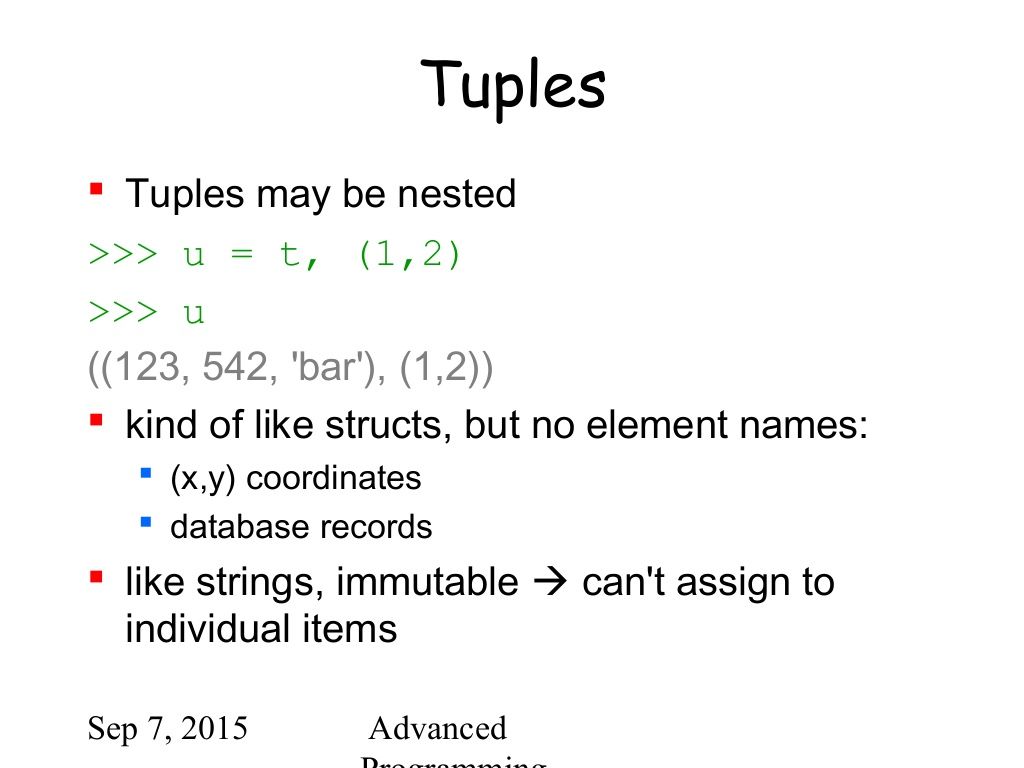 Tuples
Tuples may be nested
>>> u = t, (1,2)
>>> u
((123, 542, 'bar'), (1,2))
kind of like structs, but no element names:
(x,y) coordinates
database records
like strings, immutable → can't assign to
individual items
Sep 7, 2015
Advanced
Programming